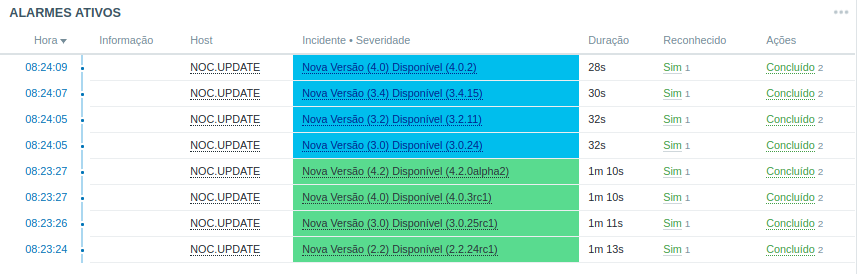 ALARMES ATIVOS
Hora Informação Host Incidente • Severidade Duração Reconhecido Ações
08:24:09 NOC.UPDATE Nova Versão (4.0) Disponível (4.0.2) 28s Sim 1 Concluído 2
08:24:07 NOC.UPDATE Nova Versão (3.4) Disponível (3.4.15) 30s Sim 1 Concluído 2
08:24:05 NOC.UPDATE Nova Versão (3.2) Disponível (3.2.11) 32s Sim 1 Concluído 2
08:24:05 NOC.UPDATE Nova Versão (3.0) Disponível (3.0.24) 32s Sim 1 Concluído 2
08:23:27 NOC.UPDATE Nova Versão (4.2) Disponível (4.2.0alpha2) 1m 10s Sim 1 Concluído 2
08:23:27 NOC.UPDATE Nova Versão (4.0) Disponível (4.0.3rc1) 1m 10s Sim 1 Concluído 2
08:23:26 NOC.UPDATE Nova Versão (3.0) Disponível (3.0.25rc1) 1m 11s Sim 1 Concluído 2
08:23:24 NOC.UPDATE Nova Versão (2.2) Disponível (2.2.24rc1) 1m 13s Sim 1 Concluído 2